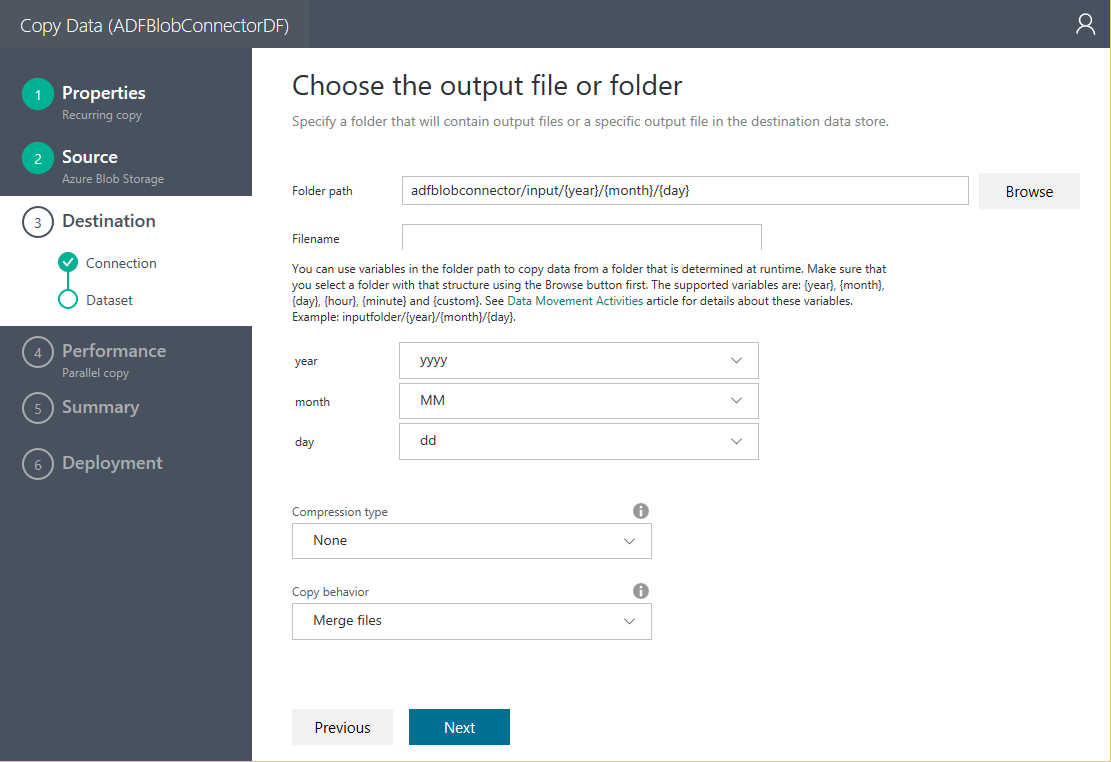 Copy Data (ADFBlobConnectorDF)
1
Properties
Recurring copy
2
Source
Azure Blob Storage
3
Destination
Connection
Dataset
4
Performance
Parallel copy
5
Summary
6
Deployment
Choose the output file or folder
Specify a folder that will contain output files or a specific output file in the destination data store.
Folder path
adfblobconnector/input/{year}/{month}/{day}
Browse
Filename
You can use variables in the folder path to copy data from a folder that is determined at runtime. Make sure that
you select a folder with that structure using the Browse button first. The supported variables are: {year}, {month},
{day}, {hour}, {minute} and {custom}. See Data Movement Activities article for details about these variables.
Example: inputfolder/{year}/{month}/{day}.
year
yyyy
month
MM
day
dd
Compression type
None
Copy behavior
Merge files
Previous
Next